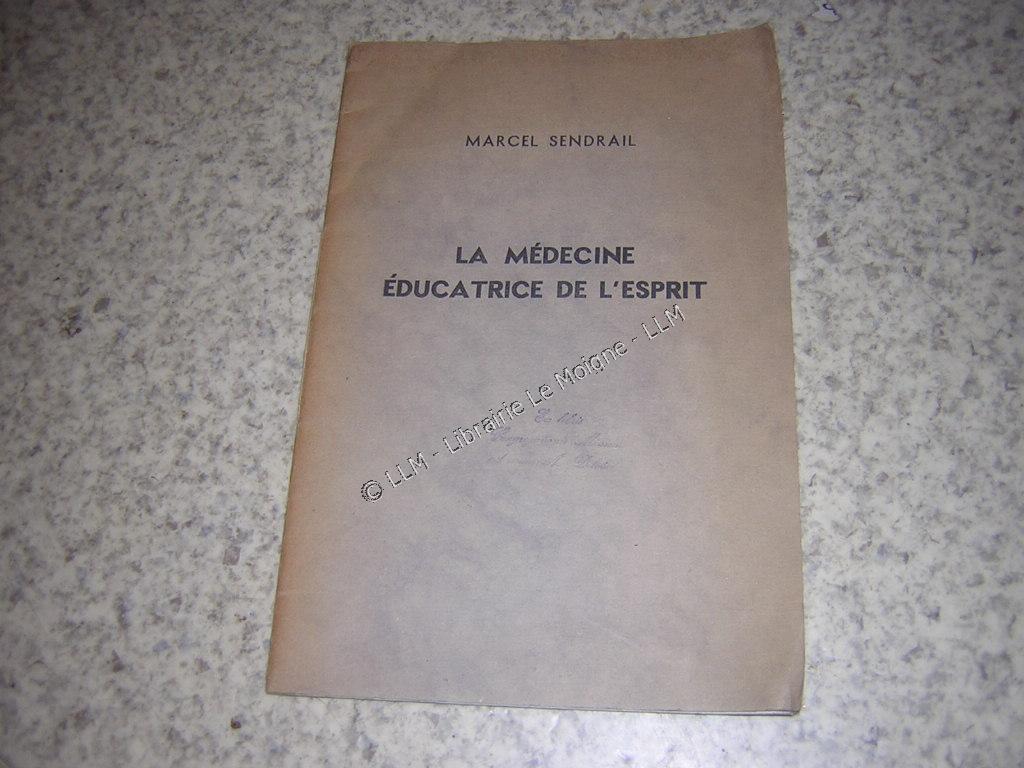 MARCEL SENDRAIL
LA MÉDECINE
ÉDUCATRICE DE L'ESPRIT
© LLM - Librairie Le Moigne - LLM